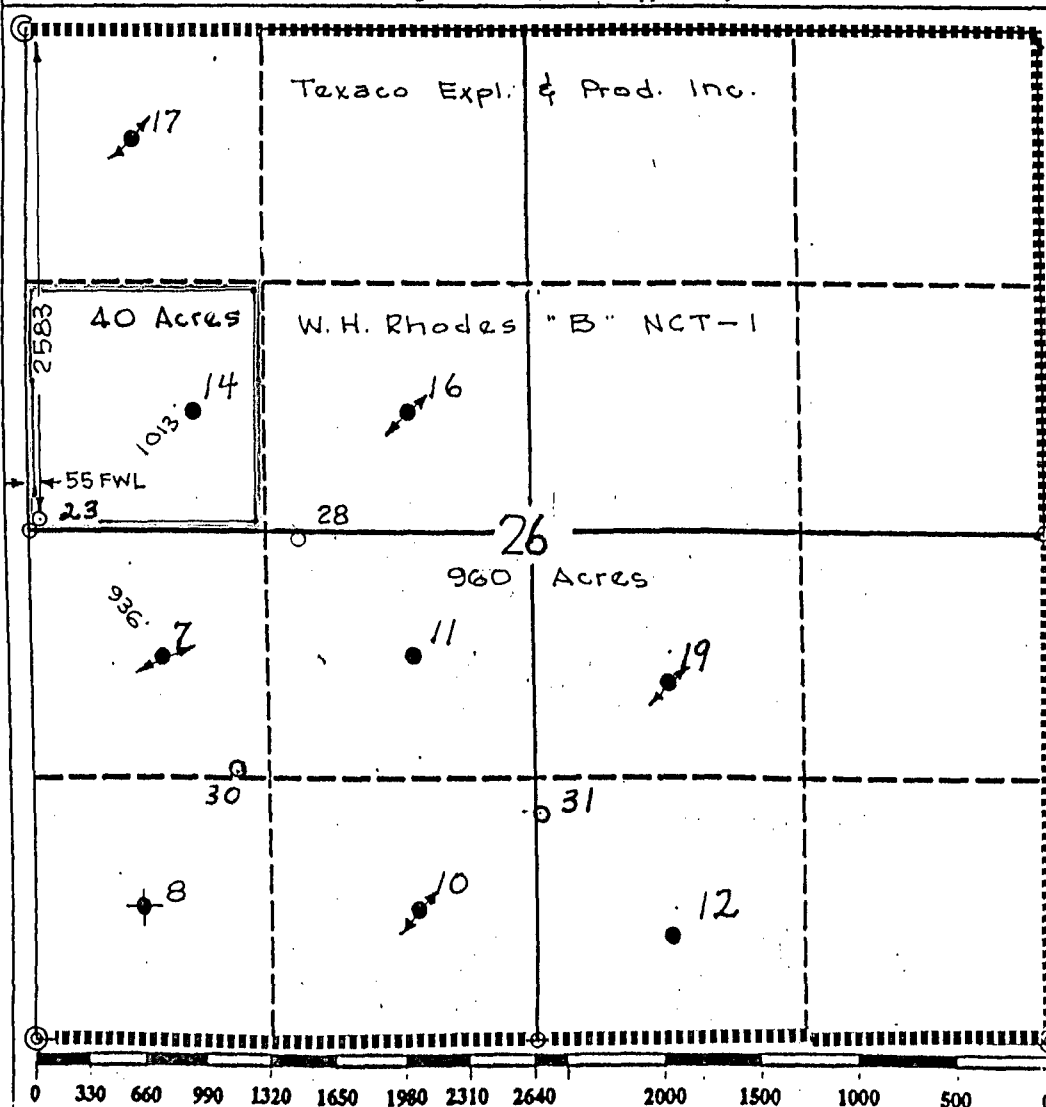 Texaco Expl. & Prod. Inc.
17
2583
40 Acres
W.H. Rhodes "B" NCT-1
14
16
1013'
55 FWL
23
28
26
960 Acres
936'
7
11
19
30
31
8
10
12
0 330 660 990 1320 1650 1980 2310 2640 2000 1500 1000 500